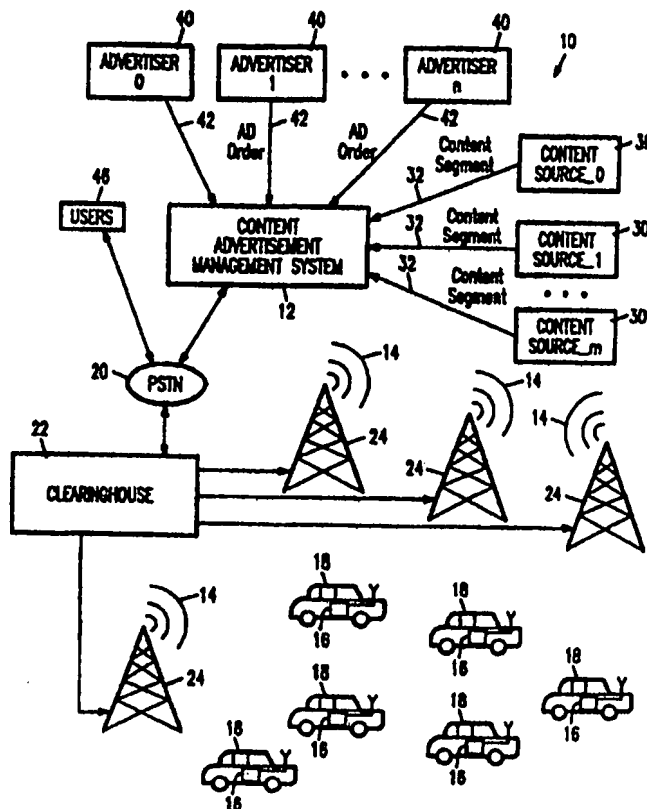 40
40
40
10
ADVERTISER
0
ADVERTISER
1
• • •
ADVERTISER
n
42
42
42
AD
Order
AD
Order
Content
Segment
32
CONTENT
SOURCE_0
46
USERS
CONTENT
ADVERTISEMENT
MANAGEMENT SYSTEM
12
32
Content
Segment
30
CONTENT
SOURCE_1
• • •
32
Content
Segment
30
CONTENT
SOURCE_m
20
PSTN
14
14
14
24
24
24
22
CLEARINGHOUSE
14
24
18
16
18
16
18
16
18
16
18
16
18
16